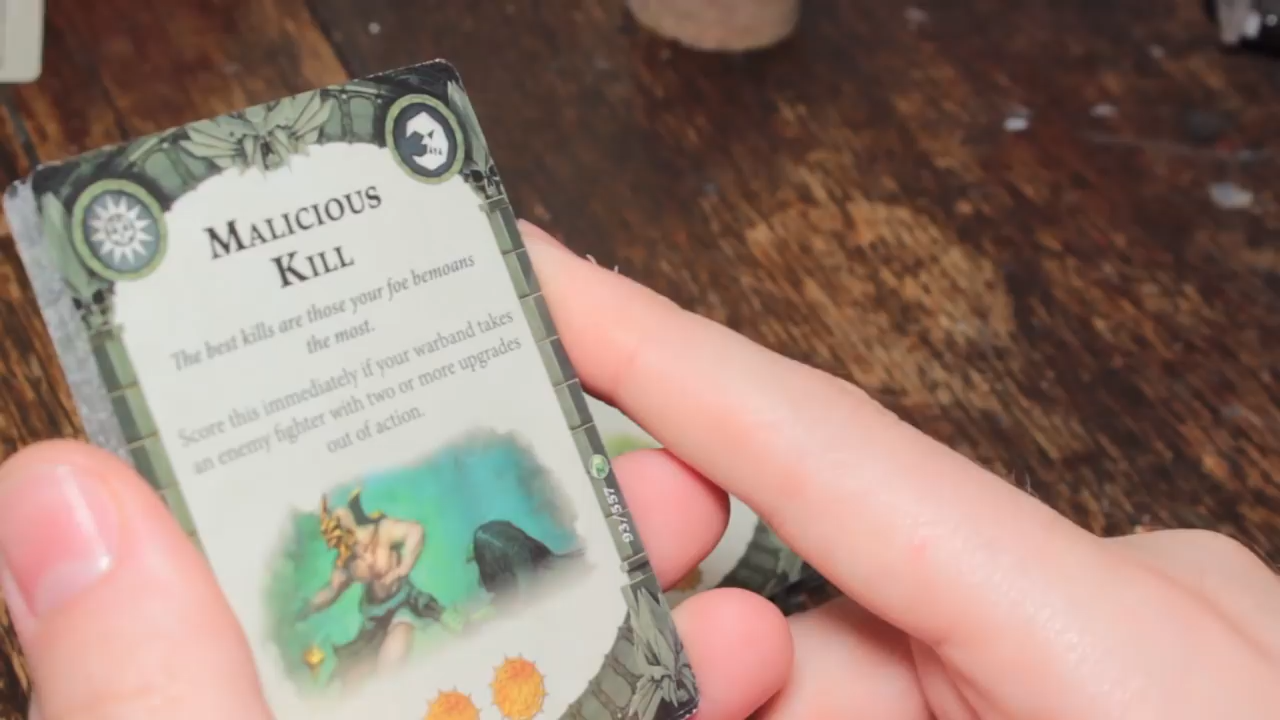 MALICIOUS
KILL
The best kills are those your foe bemoans
the most.
Score this immediately if your warband takes
an enemy fighter with two or more upgrades
out of action.
93/557